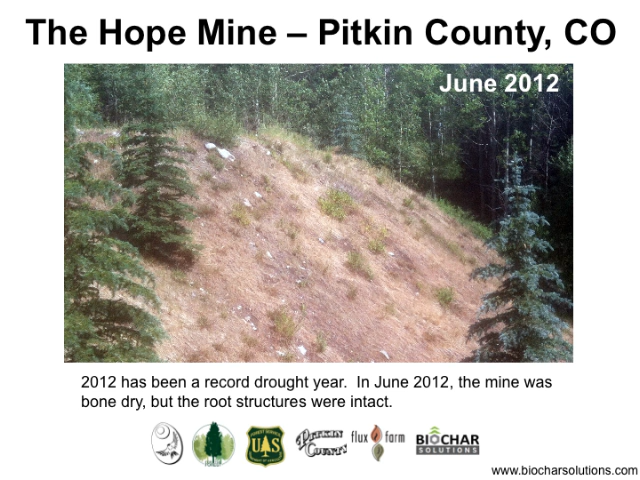 The Hope Mine – Pitkin County, CO
June 2012
2012 has been a record drought year.  In June 2012, the mine was
bone dry, but the root structures were intact.
U S
PITKIN
COUNTY
flux farm
BIOCHAR
SOLUTIONS
www.biocharsolutions.com